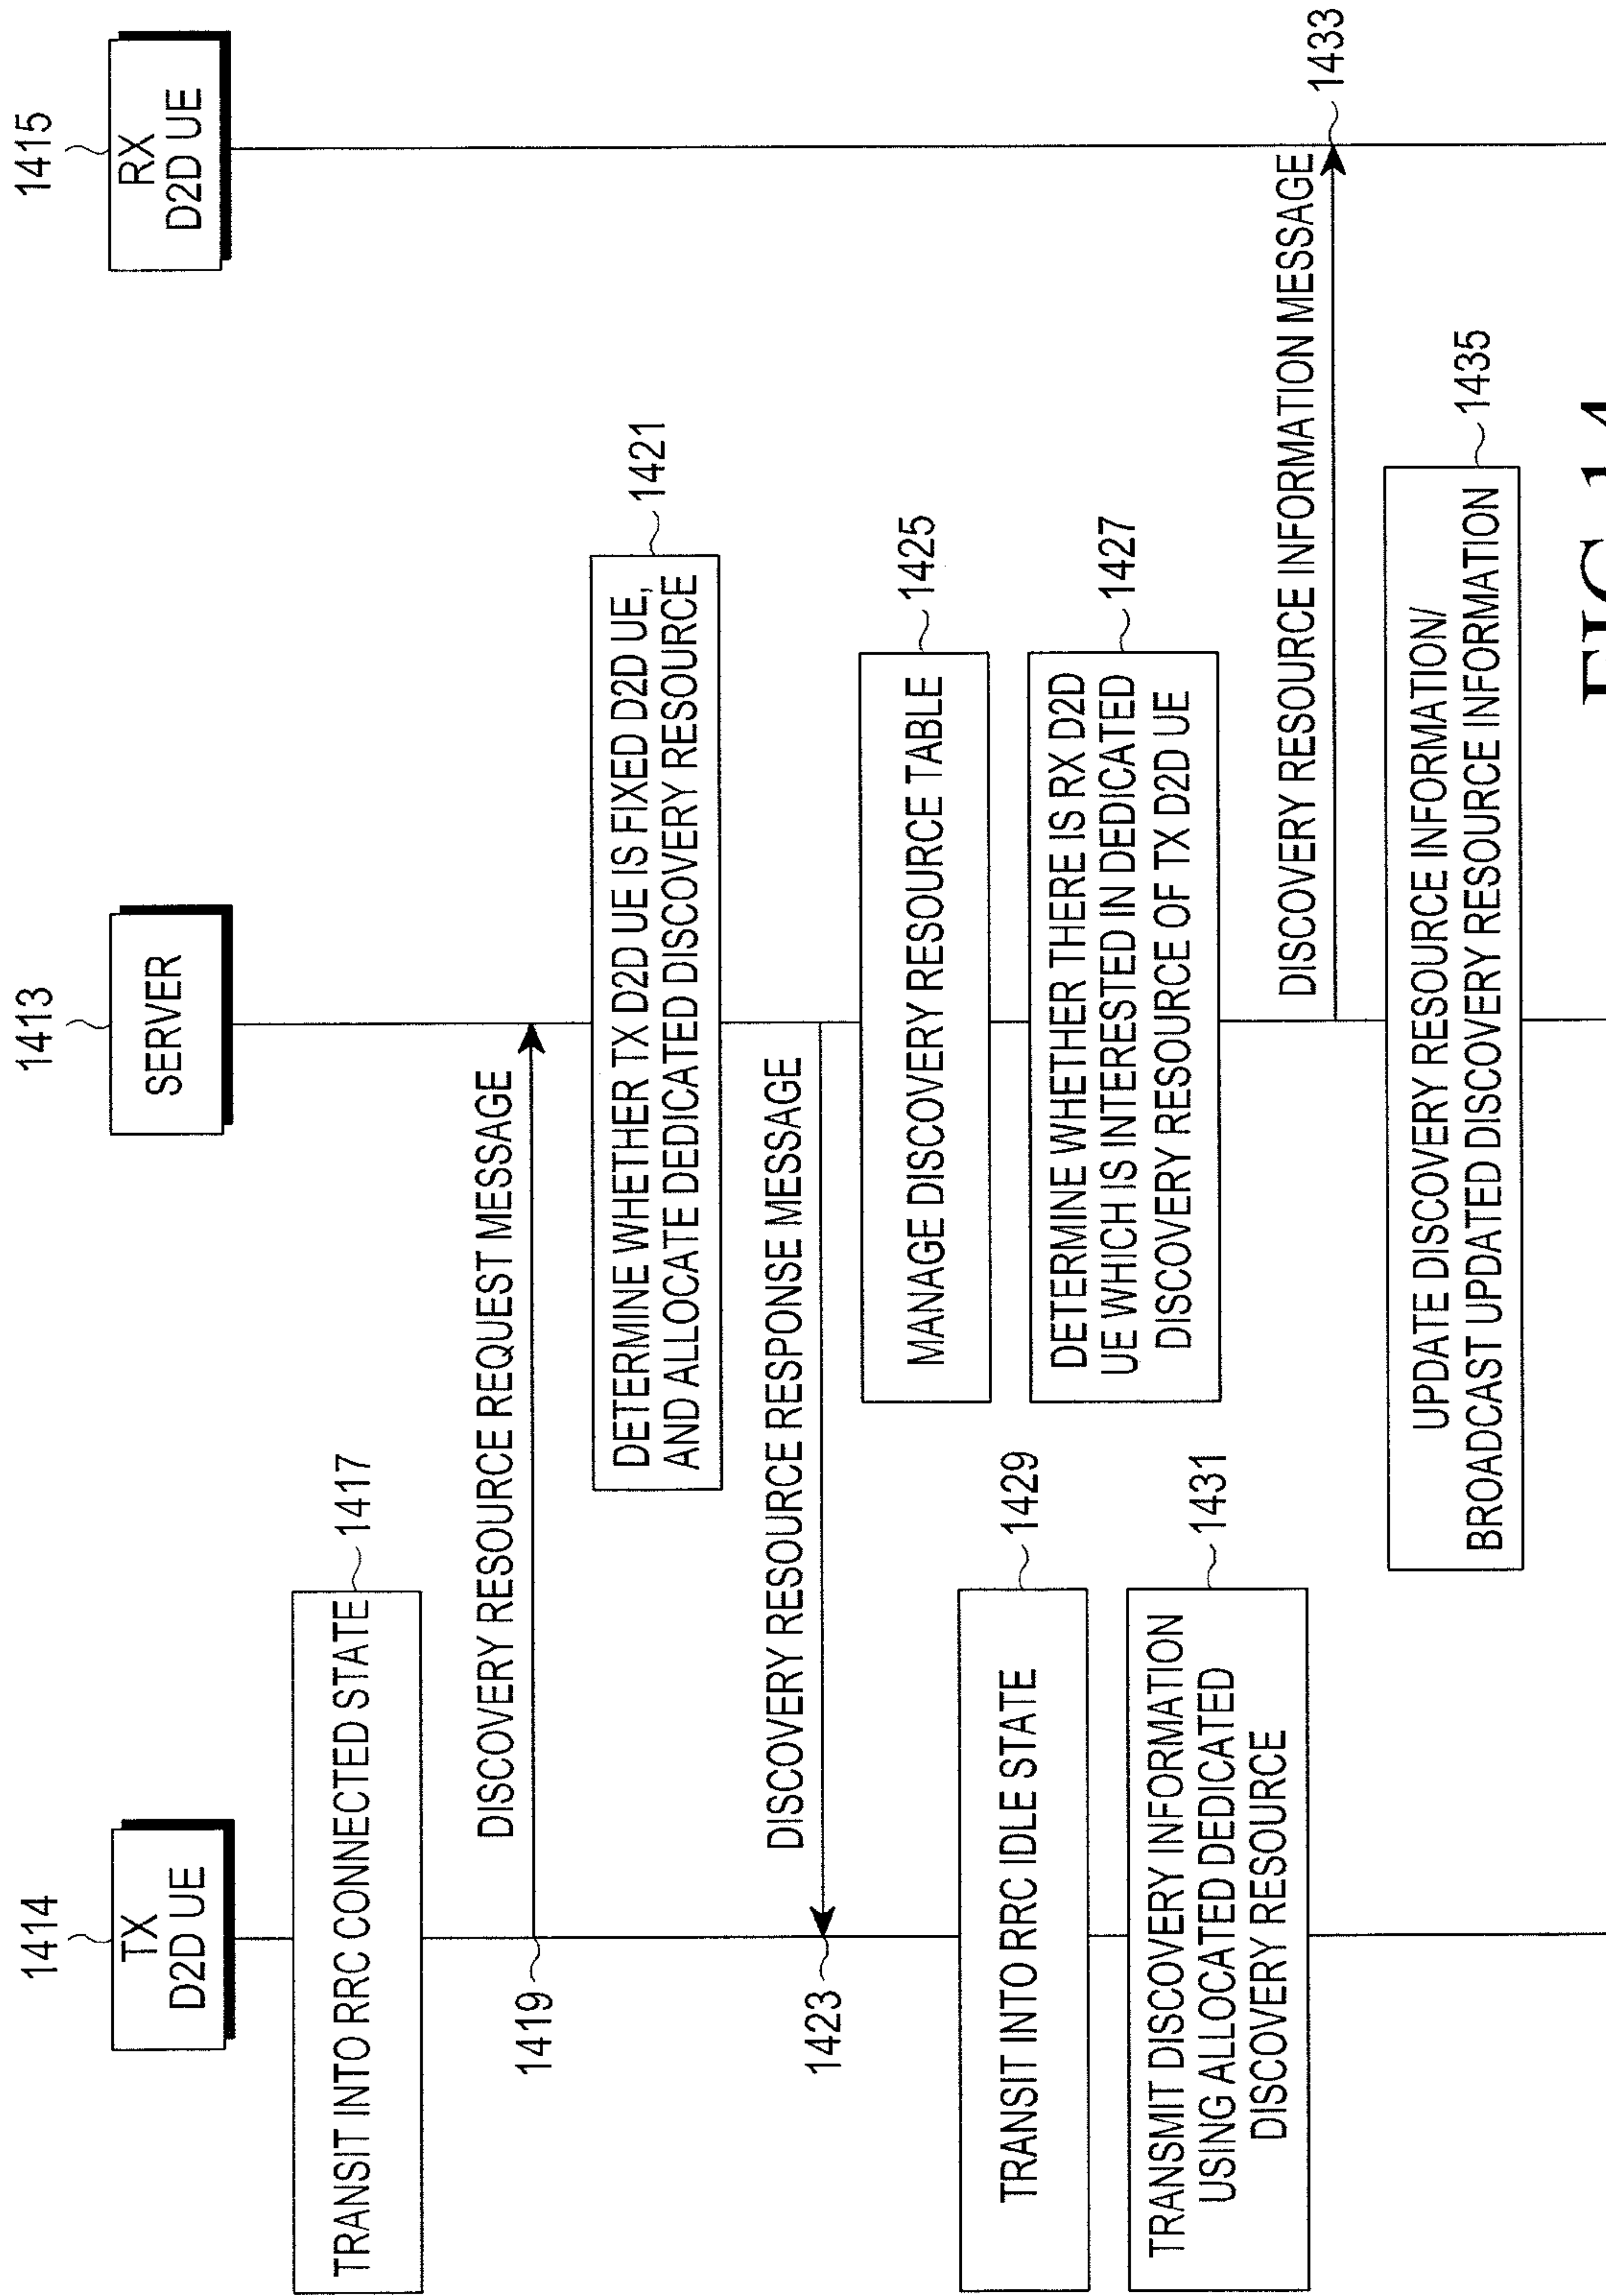 1414
TX
D2D UE
1413
SERVER
1415
RX
D2D UE
TRANSIT INTO RRC CONNECTED STATE
1417
DISCOVERY RESOURCE REQUEST MESSAGE
1419
DETERMINE WHETHER TX D2D UE IS FIXED D2D UE,
AND ALLOCATE DEDICATED DISCOVERY RESOURCE
1421
DISCOVERY RESOURCE RESPONSE MESSAGE
1423
MANAGE DISCOVERY RESOURCE TABLE
1425
TRANSIT INTO RRC IDLE STATE
1429
DETERMINE WHETHER THERE IS RX D2D
UE WHICH IS INTERESTED IN DEDICATED
DISCOVERY RESOURCE OF TX D2D UE
1427
TRANSMIT DISCOVERY INFORMATION
USING ALLOCATED DEDICATED
DISCOVERY RESOURCE
1431
DISCOVERY RESOURCE INFORMATION MESSAGE
1433
UPDATE DISCOVERY RESOURCE INFORMATION/
BROADCAST UPDATED DISCOVERY RESOURCE INFORMATION
1435
FIG.14